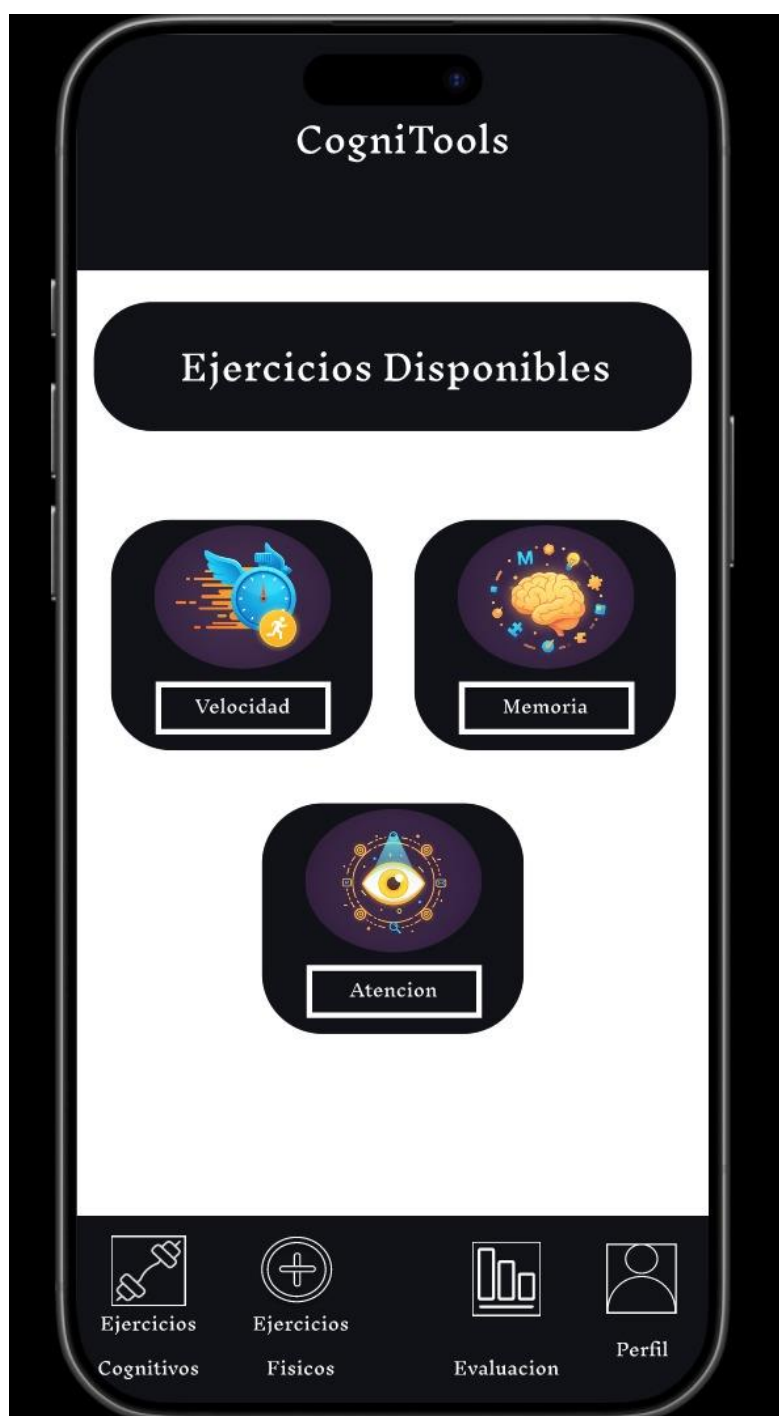 CogniTools
Ejercicios Disponibles
Velocidad
Memoria
M
Atencion
Ejercicios
Cognitivos
Ejercicios
Fisicos
Evaluacion
Perfil